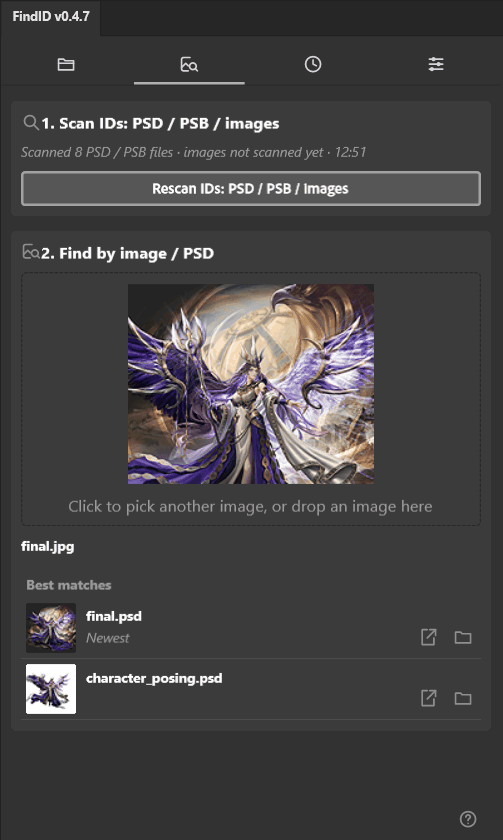 FindID v0.4.7
1. Scan IDs: PSD / PSB / images
Scanned 8 PSD / PSB files · images not scanned yet · 12:51
Rescan IDs: PSD / PSB / Images
2. Find by image / PSD
Click to pick another image, or drop an image here
final.jpg
Best matches
final.psd
Newest
character_posing.psd